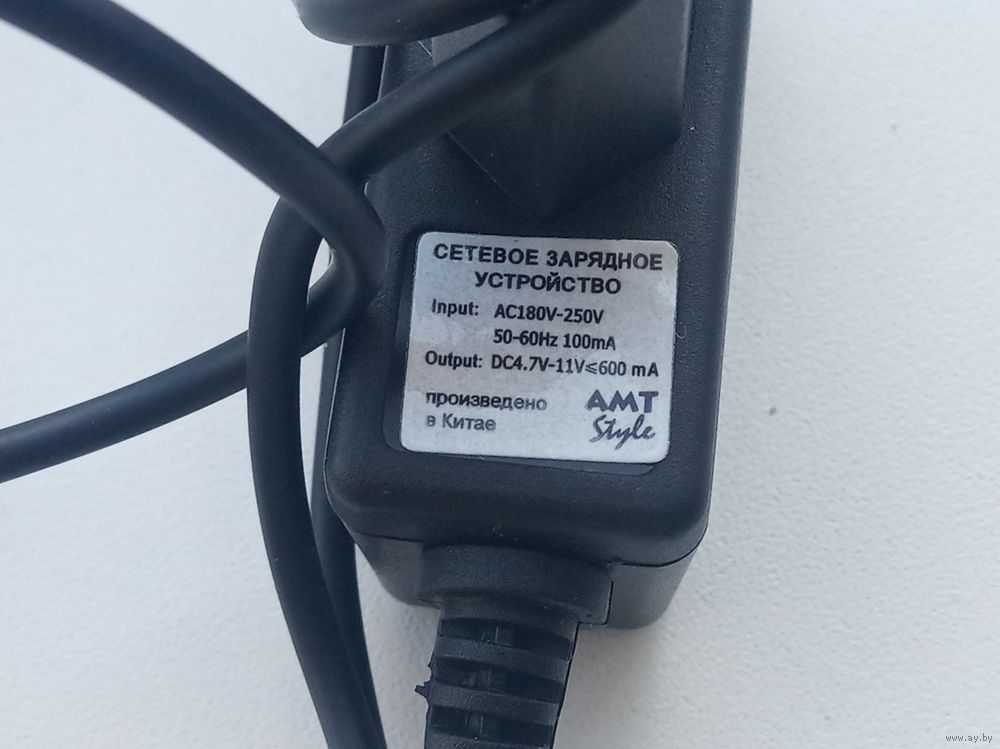 СЕТЕВОЕ ЗАРЯДНОЕ
УСТРОЙСТВО
Input: AC180V-250V
50-60Hz 100mA
Output: DC4.7V-11V≤600 mA
произведено
в Китае
AMT
Style
www.ay.by